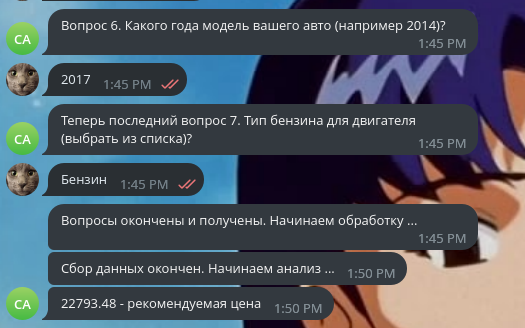 Вопрос 6. Какого года модель вашего авто (например 2014)?
1:45 PM
CA
2017 1:45 PM
Теперь последний вопрос 7. Тип бензина для двигателя
(выбрать из списка)?
1:45 PM
CA
Бензин 1:45 PM
Вопросы окончены и получены. Начинаем обработку ...
1:45 PM
Сбор данных окончен. Начинаем анализ ... 1:50 PM
CA
22793.48 - рекомендуемая цена 1:50 PM